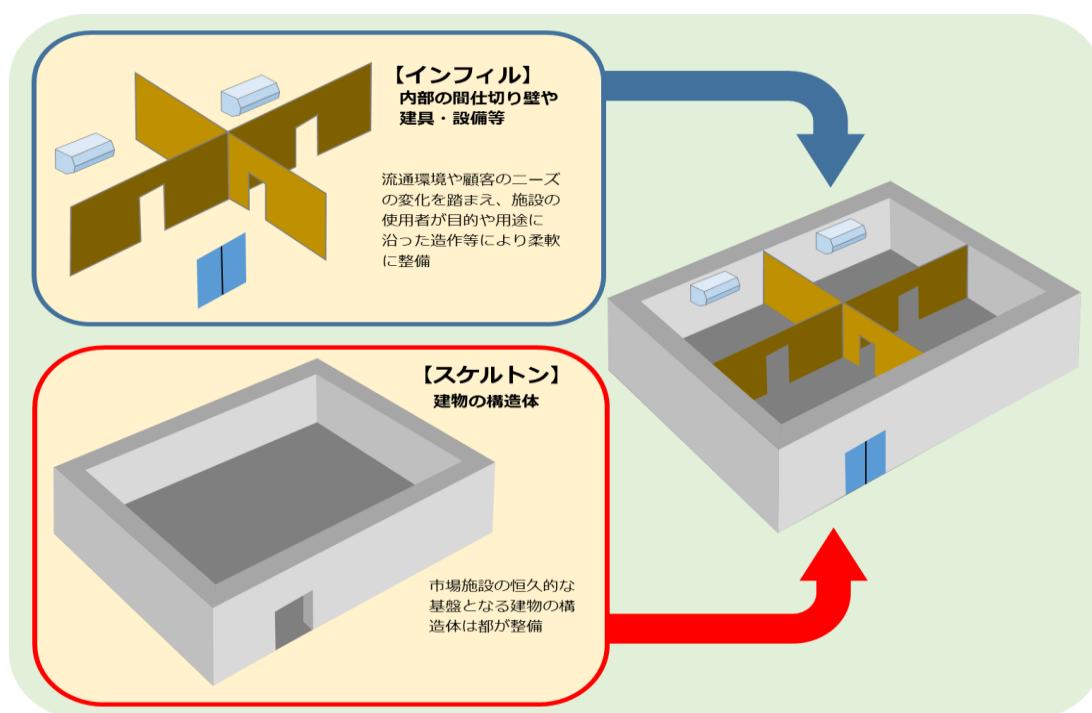 【インフィル】
内部の間仕切り壁や
建具・設備等
流通環境や顧客のニーズ
の変化を踏まえ、施設の
使用者が目的や用途に
沿った造作等により柔軟
に整備
【スケルトン】
建物の構造体
市場施設の恒久的な
基盤となる建物の構
造体は都が整備